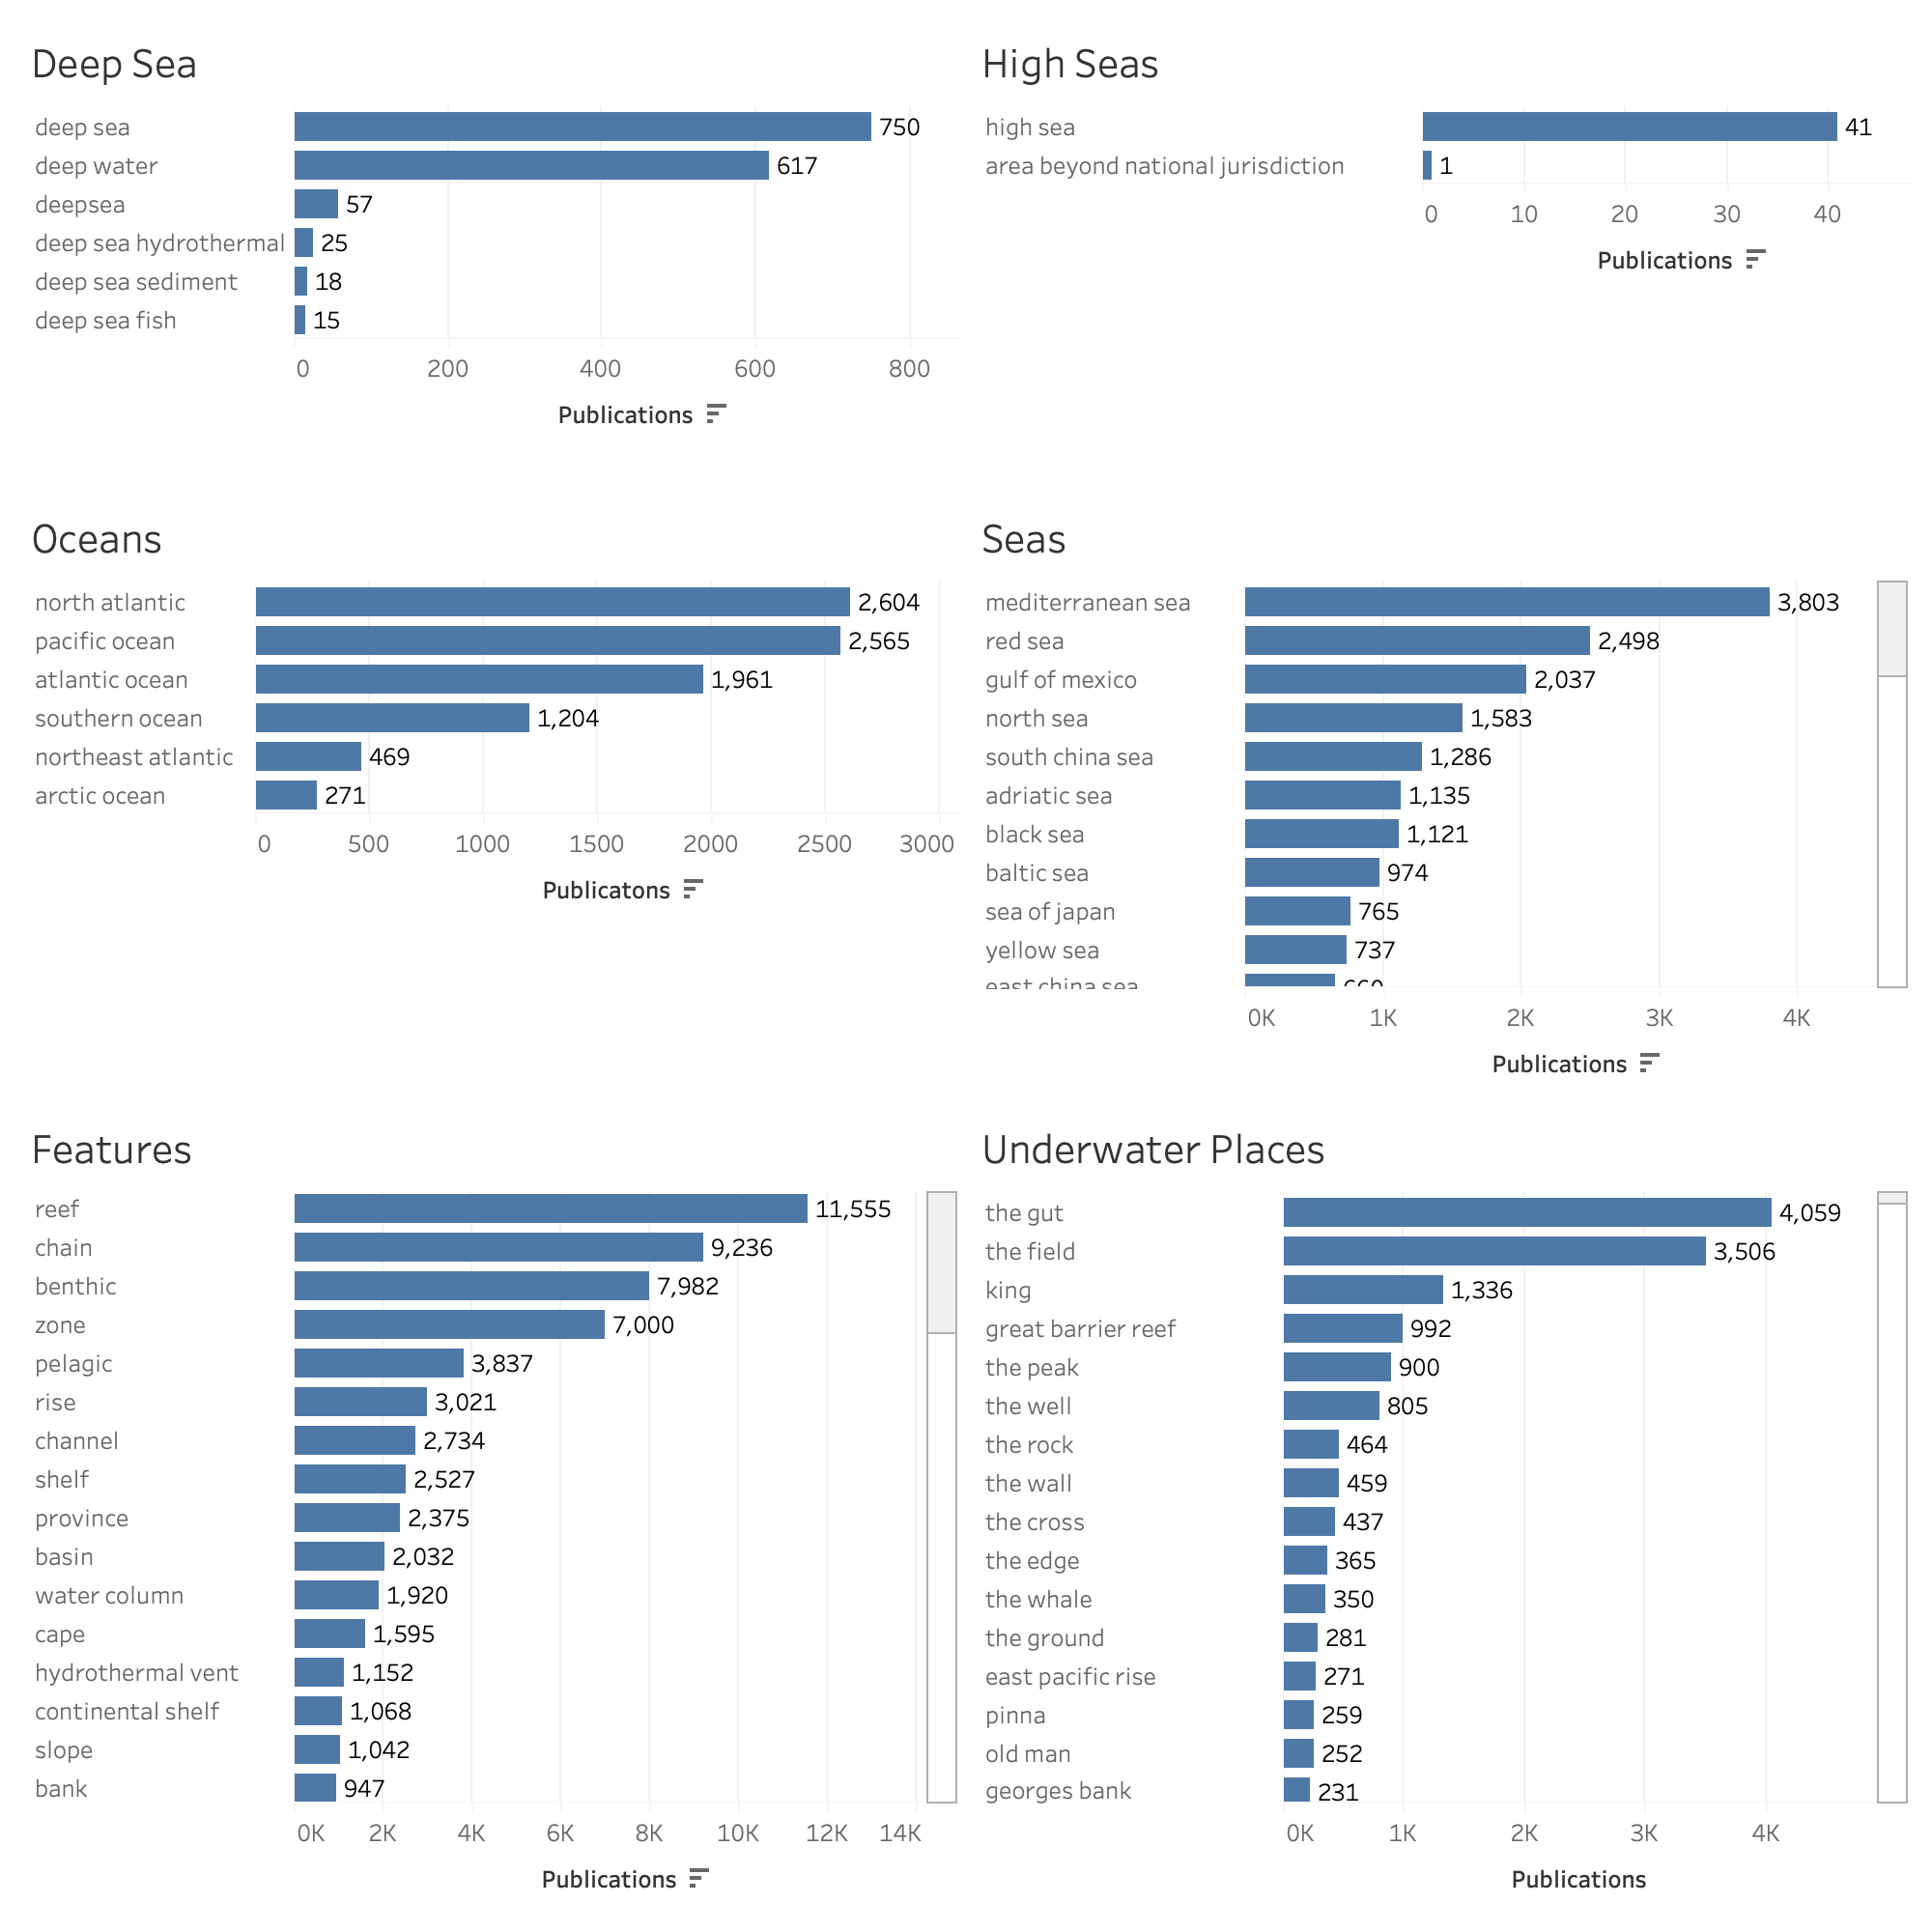 Deep Sea
deep sea 750
deep water 617
deepsea 57
deep sea hydrothermal 25
deep sea sediment 18
deep sea fish 15
0 200 400 600 800
Publications
High Seas
high sea 41
area beyond national jurisdiction 1
0 10 20 30 40
Publications
Oceans
north atlantic 2,604
pacific ocean 2,565
atlantic ocean 1,961
southern ocean 1,204
northeast atlantic 469
arctic ocean 271
0 500 1000 1500 2000 2500 3000
Publicatons
Seas
mediterranean sea 3,803
red sea 2,498
gulf of mexico 2,037
north sea 1,583
south china sea 1,286
adriatic sea 1,135
black sea 1,121
baltic sea 974
sea of japan 765
yellow sea 737
east china sea 660
0K 1K 2K 3K 4K
Publications
Features
reef 11,555
chain 9,236
benthic 7,982
zone 7,000
pelagic 3,837
rise 3,021
channel 2,734
shelf 2,527
province 2,375
basin 2,032
water column 1,920
cape 1,595
hydrothermal vent 1,152
continental shelf 1,068
slope 1,042
bank 947
0K 2K 4K 6K 8K 10K 12K 14K
Publications
Underwater Places
the gut 4,059
the field 3,506
king 1,336
great barrier reef 992
the peak 900
the well 805
the rock 464
the wall 459
the cross 437
the edge 365
the whale 350
the ground 281
east pacific rise 271
pinna 259
old man 252
georges bank 231
0K 1K 2K 3K 4K
Publications